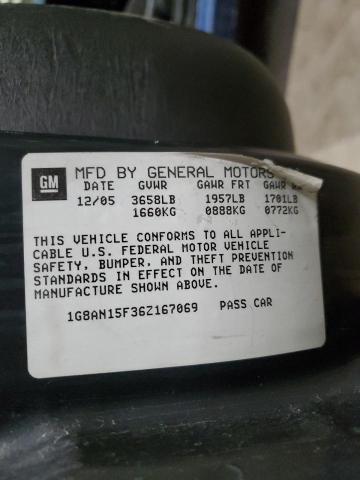 GM
MFD BY GENERAL MOTORS
DATE GVWR GAWR FRT GAWR
12/05 3658LB 1957LB 1701LB
1660KG 0888KG 0772KG
THIS VEHICLE CONFORMS TO ALL APPLI-
CABLE U.S. FEDERAL MOTOR VEHICLE
SAFETY, BUMPER, AND THEFT PREVENTION
STANDARDS IN EFFECT ON THE DATE OF
MANUFACTURE SHOWN ABOVE.
1G8AN15F36Z167069 PASS CAR